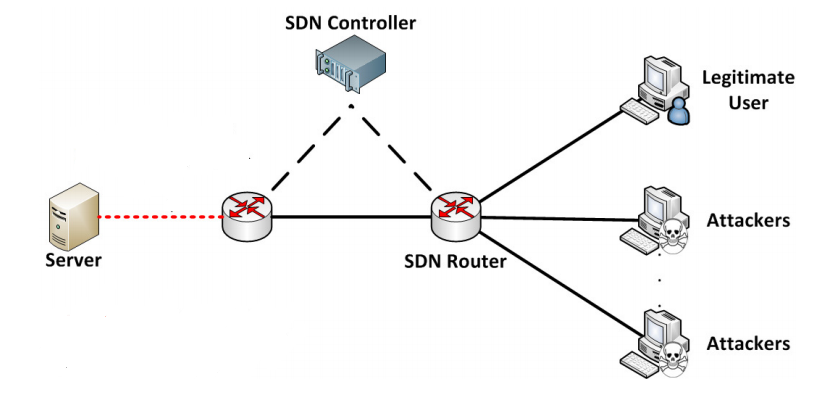 SDN Controller
Legitimate
User
Attackers
Server
SDN Router
Attackers